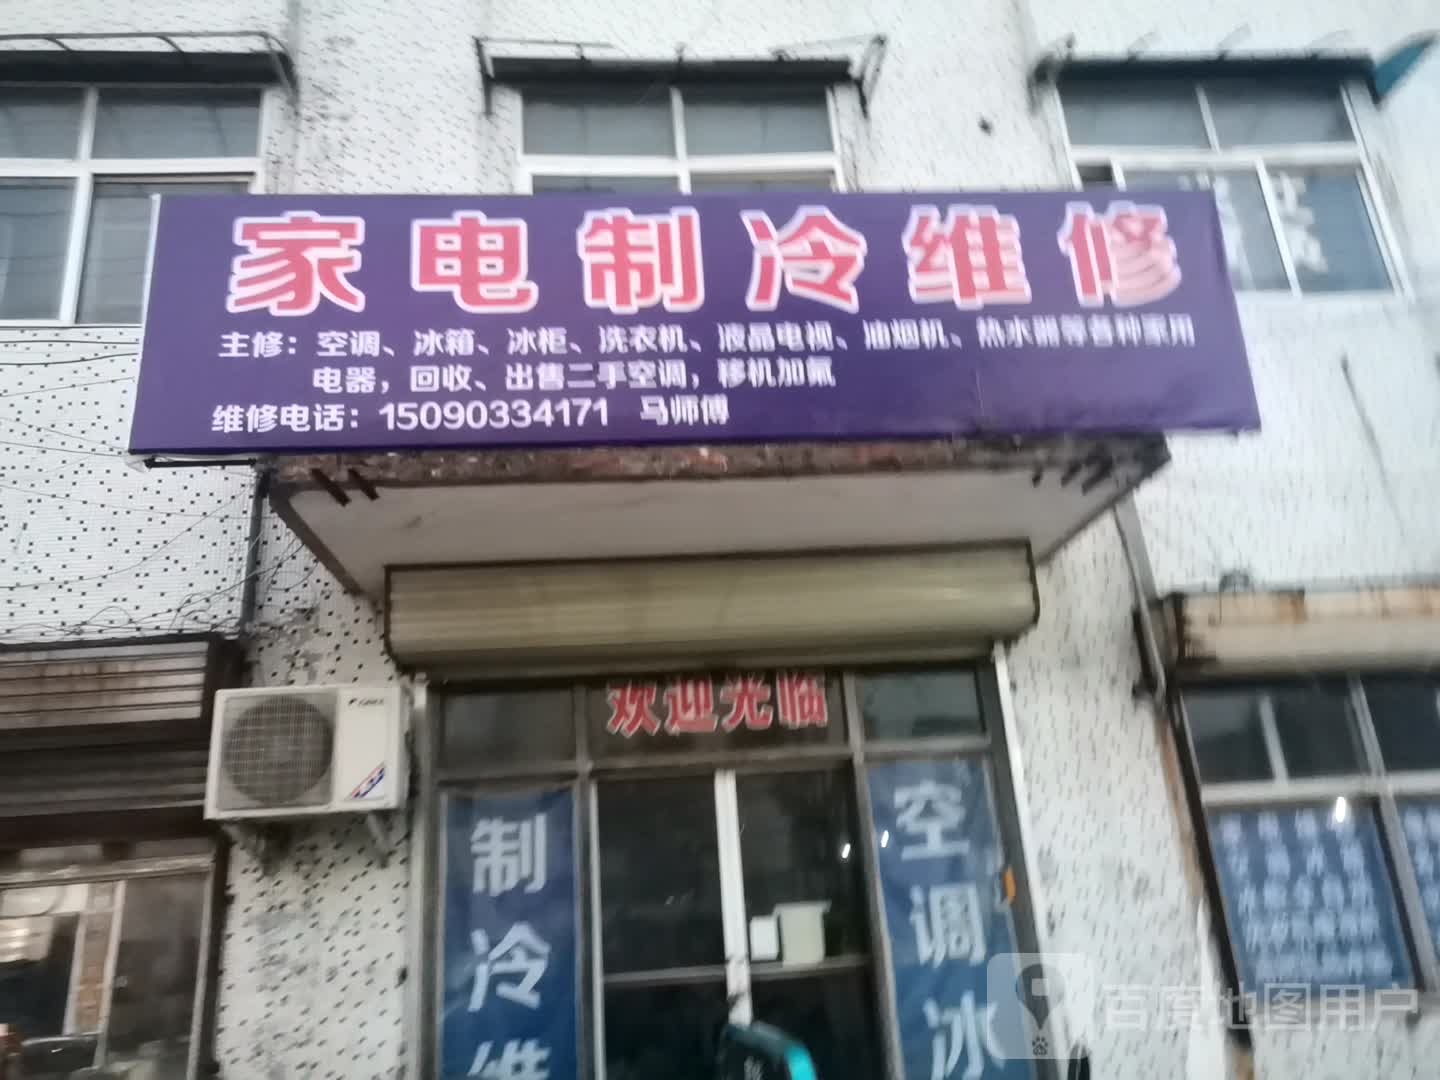 家电制冷维修
主修：空调、冰箱、冰柜、洗衣机、液晶电视、油烟机、热水器等各种家用
电器，回收、出售二手空调，移机加氟
维修电话：15090334171 马师傅
欢迎光临
制冷维
空调冰
百度地图用户